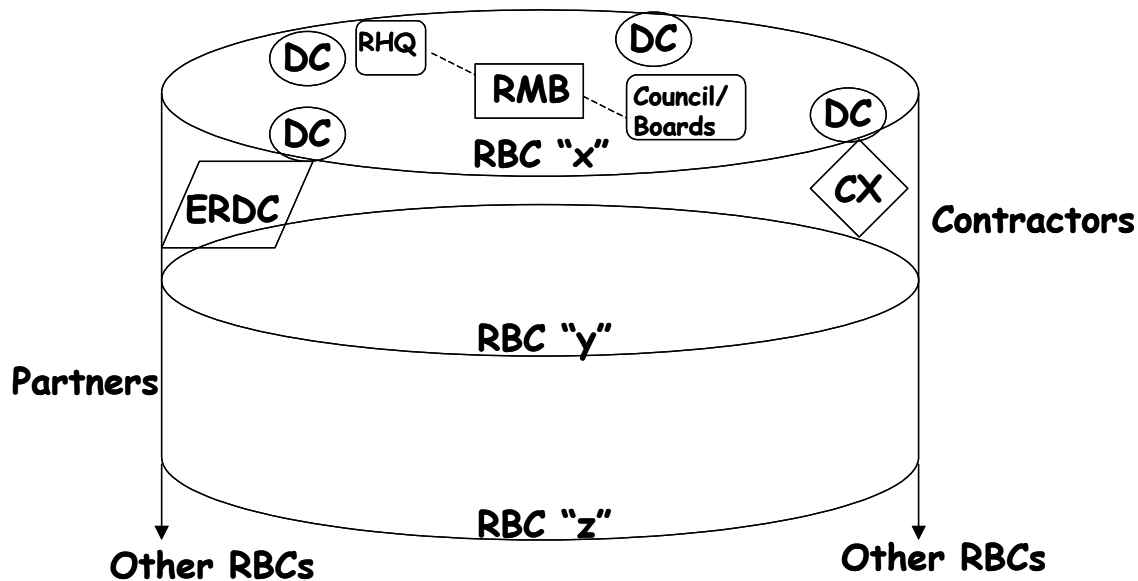 DC
RHQ
DC
RMB
Council/
Boards
DC
DC
RBC “x”
ERDC
CX
Contractors
RBC “y”
Partners
RBC “z”
Other RBCs
Other RBCs